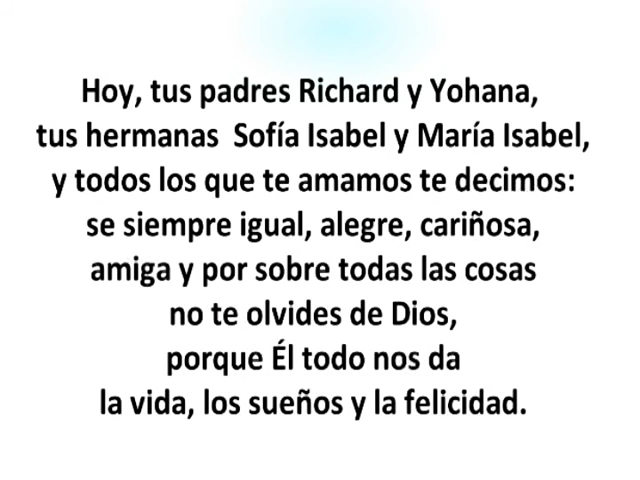 Hoy, tus padres Richard y Yohana,
tus hermanas Sofía Isabel y María Isabel,
y todos los que te amamos te decimos:
se siempre igual, alegre, cariñosa,
amiga y por sobre todas las cosas
no te olvides de Dios,
porque Él todo nos da
la vida, los sueños y la felicidad.